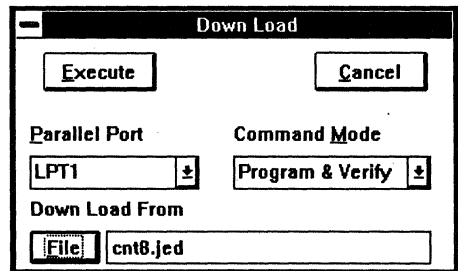 Down Load
Execute Cancel
Parallel Port Command Mode
LPT1 Program & Verify
Down Load From
File cnt8.jed